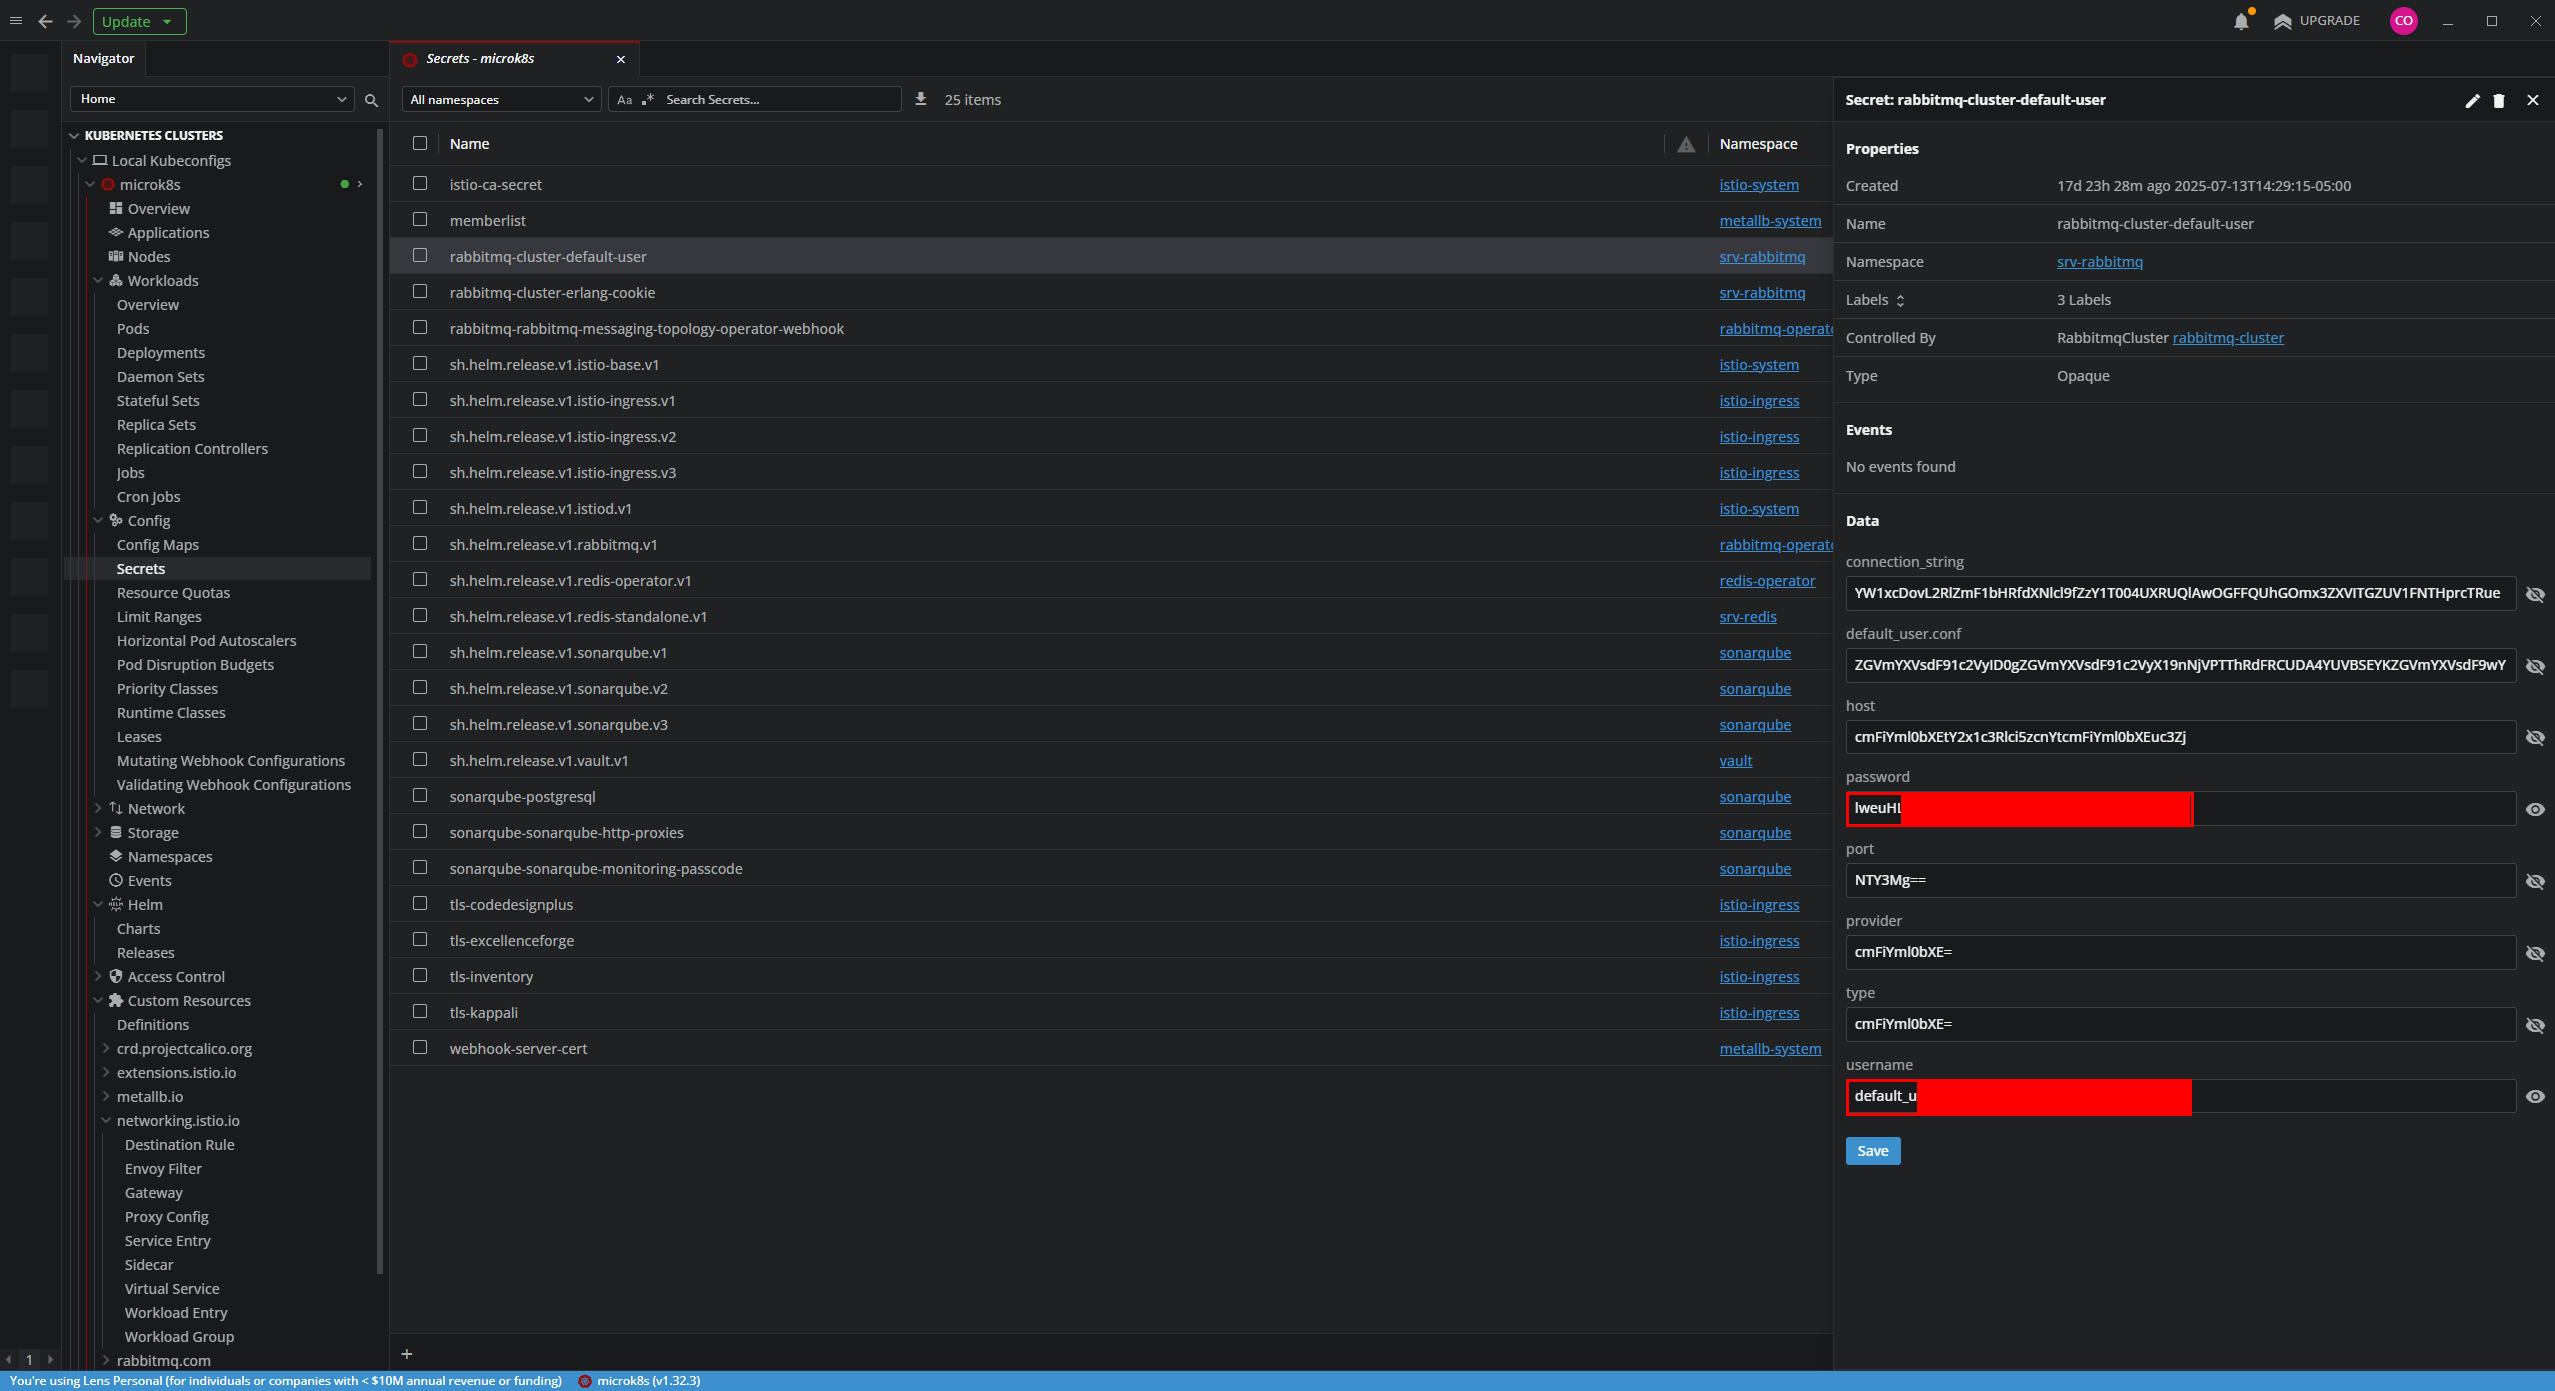 Update
UPGRADE
CO
Navigator
Secrets - microk8s
Home
All namespaces
Aa .* Search Secrets...
25 items
KUBERNETES CLUSTERS
Local Kubeconfigs
microk8s
Overview
Applications
Nodes
Workloads
Overview
Pods
Deployments
Daemon Sets
Stateful Sets
Replica Sets
Replication Controllers
Jobs
Cron Jobs
Config
Config Maps
Secrets
Resource Quotas
Limit Ranges
Horizontal Pod Autoscalers
Pod Disruption Budgets
Priority Classes
Runtime Classes
Leases
Mutating Webhook Configurations
Validating Webhook Configurations
Network
Storage
Namespaces
Events
Helm
Charts
Releases
Access Control
Custom Resources
Definitions
crd.projectcalico.org
extensions.istio.io
metallb.io
networking.istio.io
Destination Rule
Envoy Filter
Gateway
Proxy Config
Service Entry
Sidecar
Virtual Service
Workload Entry
Workload Group
rabbitmq.com
1
Name Namespace
istio-ca-secret istio-system
memberlist metallb-system
rabbitmq-cluster-default-user srv-rabbitmq
rabbitmq-cluster-erlang-cookie srv-rabbitmq
rabbitmq-rabbitmq-messaging-topology-operator-webhook rabbitmq-operato
sh.helm.release.v1.istio-base.v1 istio-system
sh.helm.release.v1.istio-ingress.v1 istio-ingress
sh.helm.release.v1.istio-ingress.v2 istio-ingress
sh.helm.release.v1.istio-ingress.v3 istio-ingress
sh.helm.release.v1.istiod.v1 istio-system
sh.helm.release.v1.rabbitmq.v1 rabbitmq-operato
sh.helm.release.v1.redis-operator.v1 redis-operator
sh.helm.release.v1.redis-standalone.v1 srv-redis
sh.helm.release.v1.sonarqube.v1 sonarqube
sh.helm.release.v1.sonarqube.v2 sonarqube
sh.helm.release.v1.sonarqube.v3 sonarqube
sh.helm.release.v1.vault.v1 vault
sonarqube-postgresql sonarqube
sonarqube-sonarqube-http-proxies sonarqube
sonarqube-sonarqube-monitoring-passcode sonarqube
tls-codedesignplus istio-ingress
tls-excellenceforge istio-ingress
tls-inventory istio-ingress
tls-kappali istio-ingress
webhook-server-cert metallb-system
+
Secret: rabbitmq-cluster-default-user
Properties
Created 17d 23h 28m ago 2025-07-13T14:29:15-05:00
Name rabbitmq-cluster-default-user
Namespace srv-rabbitmq
Labels 3 Labels
Controlled By RabbitmqCluster rabbitmq-cluster
Type Opaque
Events
No events found
Data
connection_string
default_user.conf
host
cmFiYml0bXEtY2x1c3Rlci5zcnYtcmFiYml0bXEuc3Zj
password
lweuHL
port
NTY3Mg==
provider
cmFiYml0bXE=
type
cmFiYml0bXE=
username
default_u
Save
You're using Lens Personal (for individuals or companies with < $10M annual revenue or funding) microk8s (v1.32.3)